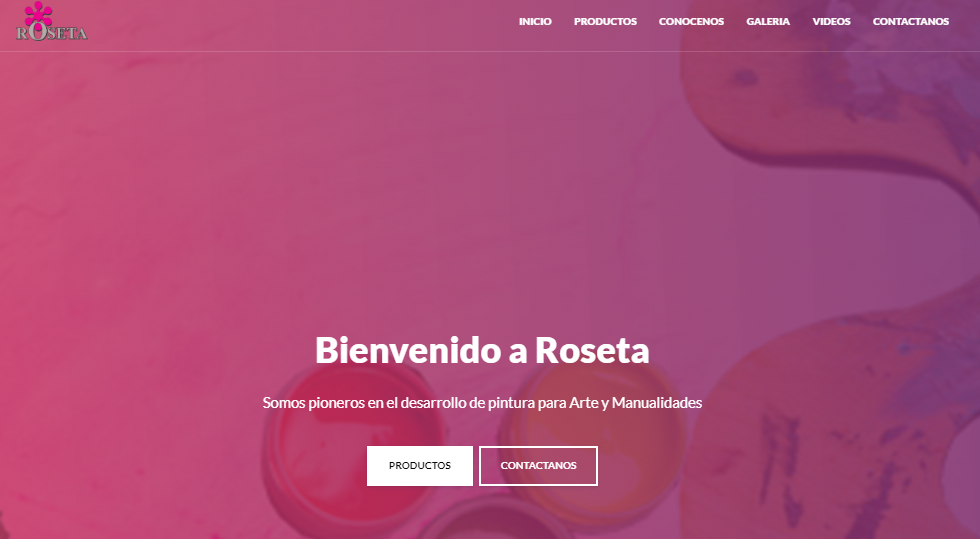 ROSETA
INICIO PRODUCTOS CONOCENOS GALERIA VIDEOS CONTACTANOS
Bienvenido a Roseta
Somos pioneros en el desarrollo de pintura para Arte y Manualidades
PRODUCTOS CONTACTANOS